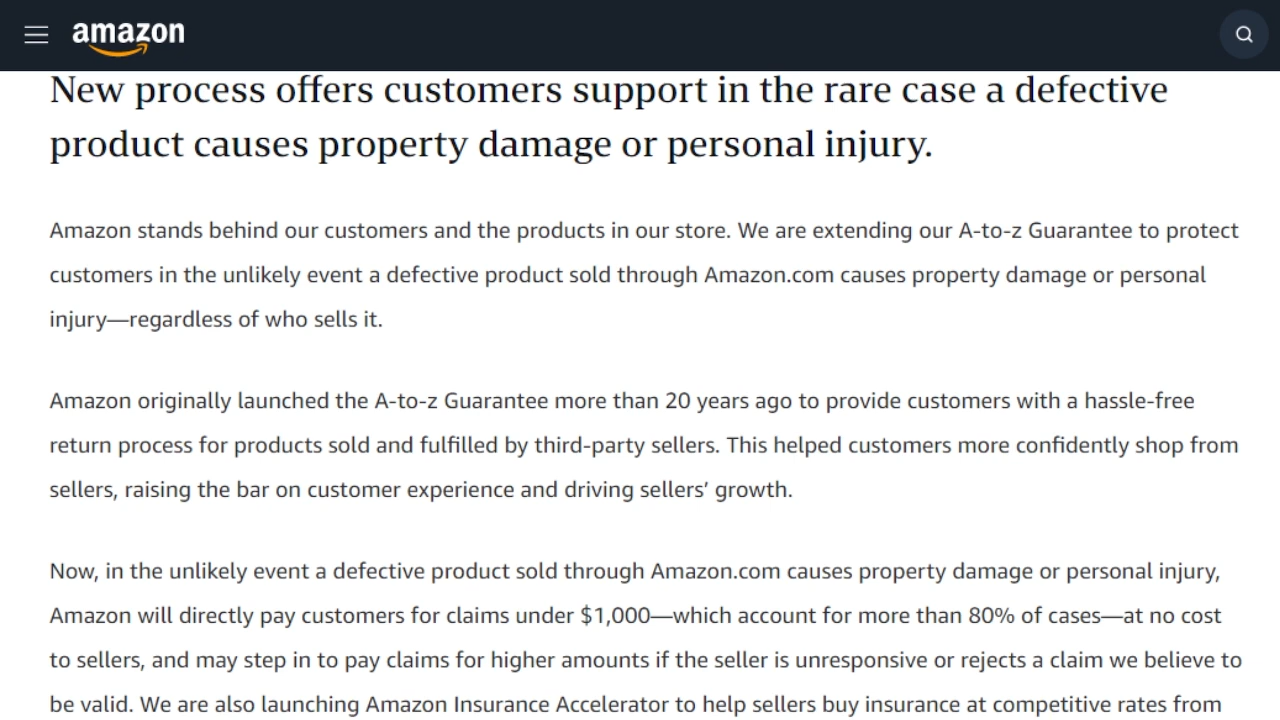 amazon
New process offers customers support in the rare case a defective
product causes property damage or personal injury.
Amazon stands behind our customers and the products in our store. We are extending our A-to-z Guarantee to protect
customers in the unlikely event a defective product sold through Amazon.com causes property damage or personal
injury—regardless of who sells it.
Amazon originally launched the A-to-z Guarantee more than 20 years ago to provide customers with a hassle-free
return process for products sold and fulfilled by third-party sellers. This helped customers more confidently shop from
sellers, raising the bar on customer experience and driving sellers’ growth.
Now, in the unlikely event a defective product sold through Amazon.com causes property damage or personal injury,
Amazon will directly pay customers for claims under $1,000—which account for more than 80% of cases—at no cost
to sellers, and may step in to pay claims for higher amounts if the seller is unresponsive or rejects a claim we believe to
be valid. We are also launching Amazon Insurance Accelerator to help sellers buy insurance at competitive rates from